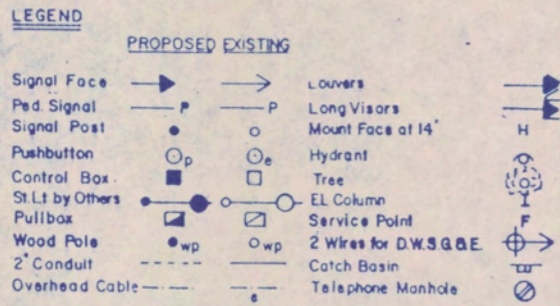 LEGEND
PROPOSED EXISTING
Signal Face
Ped. Signal P P
Signal Post
Pushbutton p e
Control Box
St. Lt by Others
Pullbox
Wood Pole wp wp
2" Conduit
Overhead Cable e
Louvers
Long Visors
Mount Face at 14' H
Hydrant
Tree
EL Column
Service Point F
2 Wires for D.W.S.G.&E.
Catch Basin
Telephone Manhole